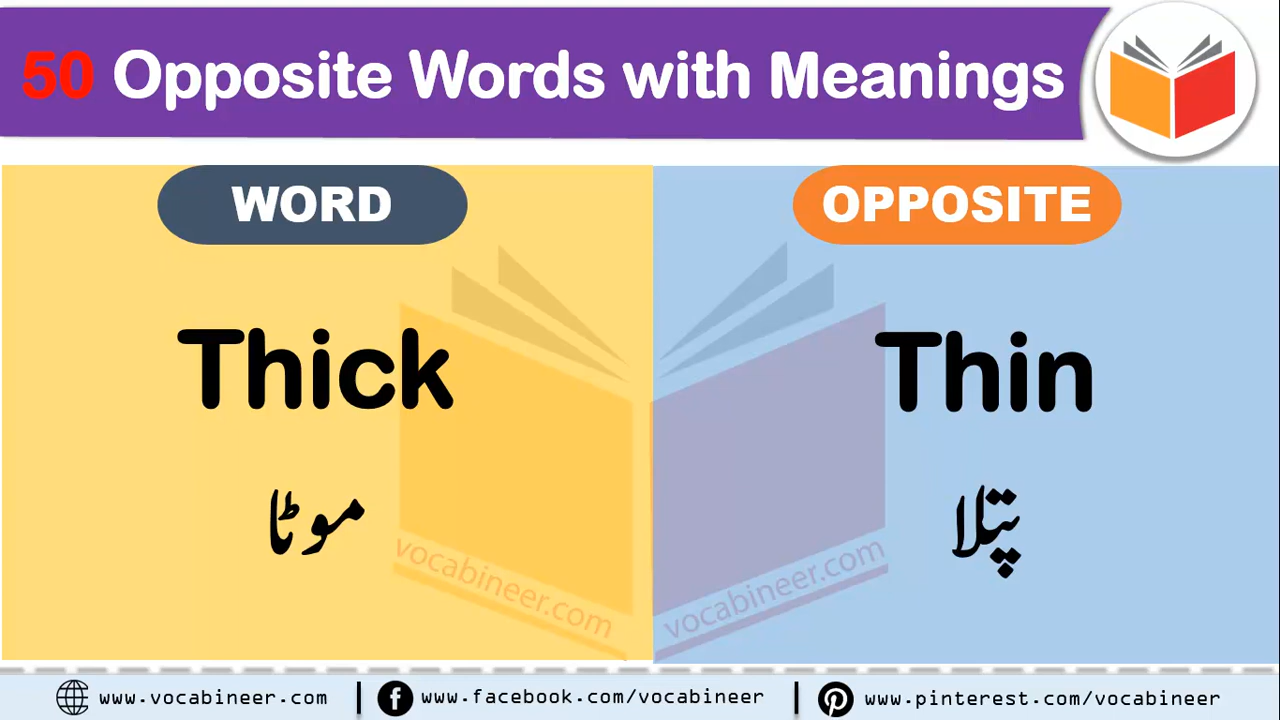 50 Opposite Words with Meanings
WORD
OPPOSITE
Thick
Thin
موٹا
پتلا
vocabineer.com
vocabineer.com
www.vocabineer.com
www.facebook.com/vocabineer
www.pinterest.com/vocabineer